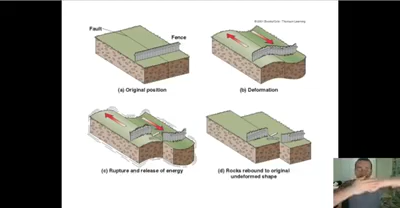 Fault
Fence
(a) Original position
(b) Deformation
(c) Rupture and release of energy
(d) Rocks rebound to original
undeformed shape